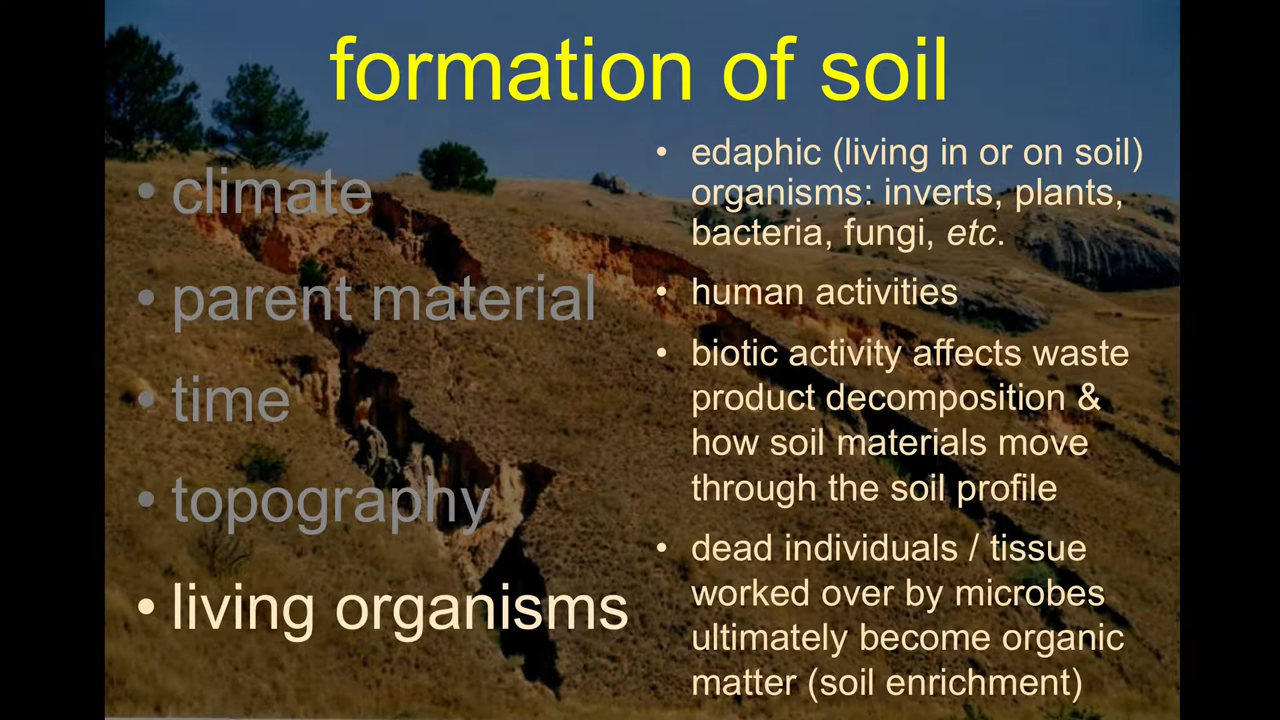 formation of soil
• climate
• parent material
• time
• topography
• living organisms
• edaphic (living in or on soil)
organisms: inverts, plants,
bacteria, fungi, etc.
• human activities
• biotic activity affects waste
product decomposition &
how soil materials move
through the soil profile
• dead individuals / tissue
worked over by microbes
ultimately become organic
matter (soil enrichment)